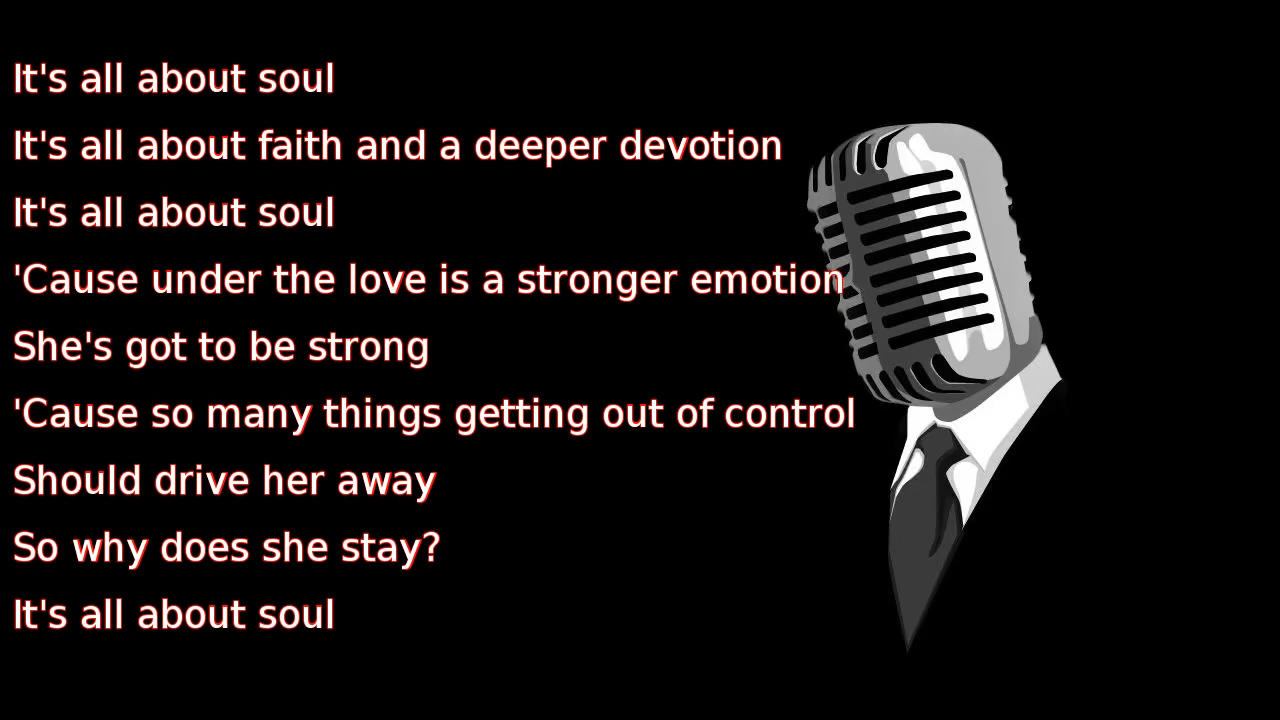 It's all about soul
It's all about faith and a deeper devotion
It's all about soul
'Cause under the love is a stronger emotion
She's got to be strong
'Cause so many things getting out of control
Should drive her away
So why does she stay?
It's all about soul